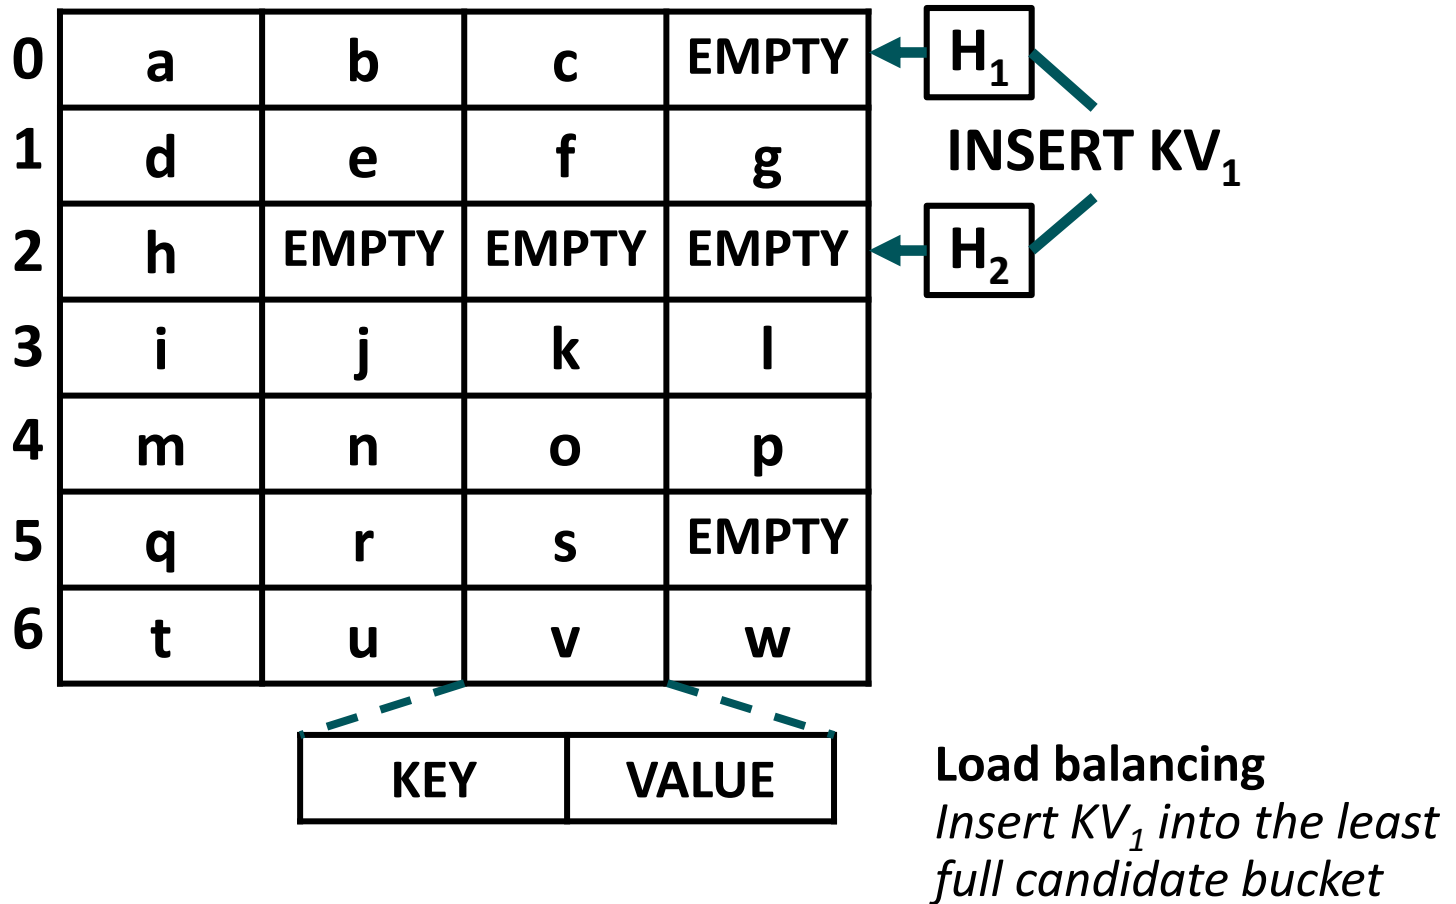 0 a b c EMPTY H1
1 d e f g INSERT KV1
2 h EMPTY EMPTY EMPTY H2
3 i j k l
4 m n o p
5 q r s EMPTY
6 t u v w
KEY VALUE
Load balancing
Insert KV1 into the least
full candidate bucket